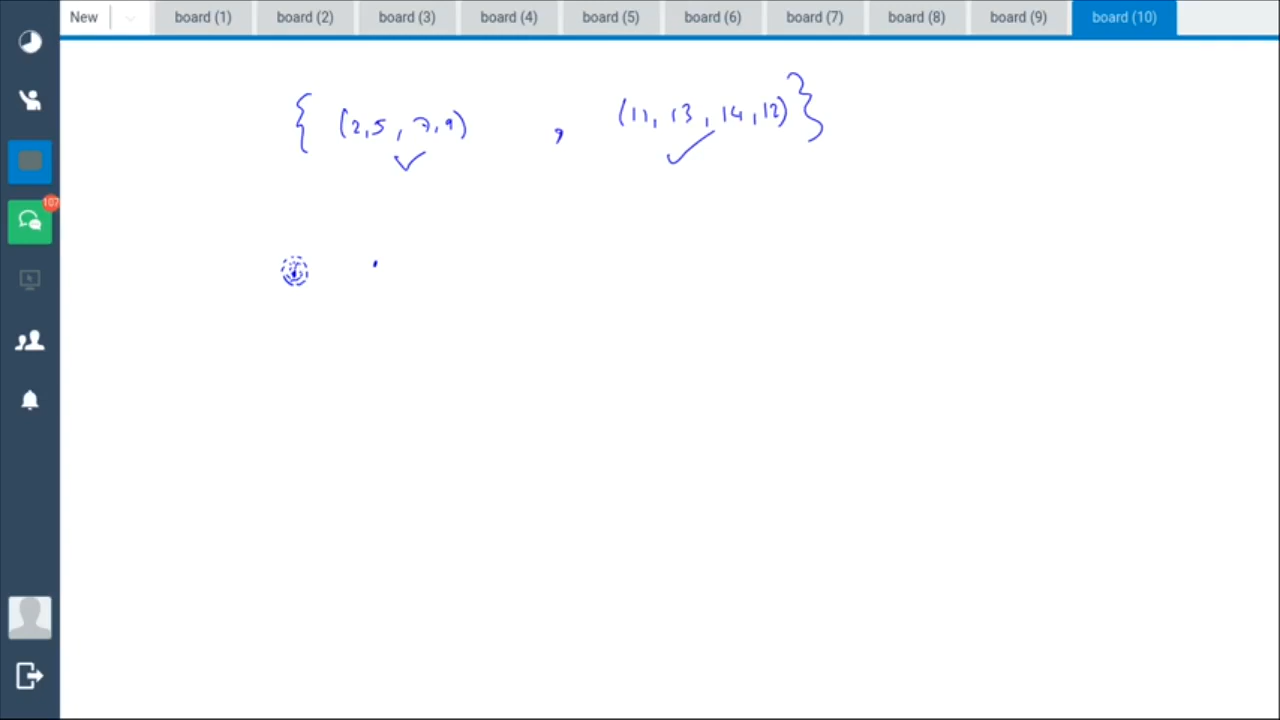 New board (1) board (2) board (3) board (4) board (5) board (6) board (7) board (8) board (9) board (10)
{ (2,5, 7,9) , (11, 13, 14, 12) }
107